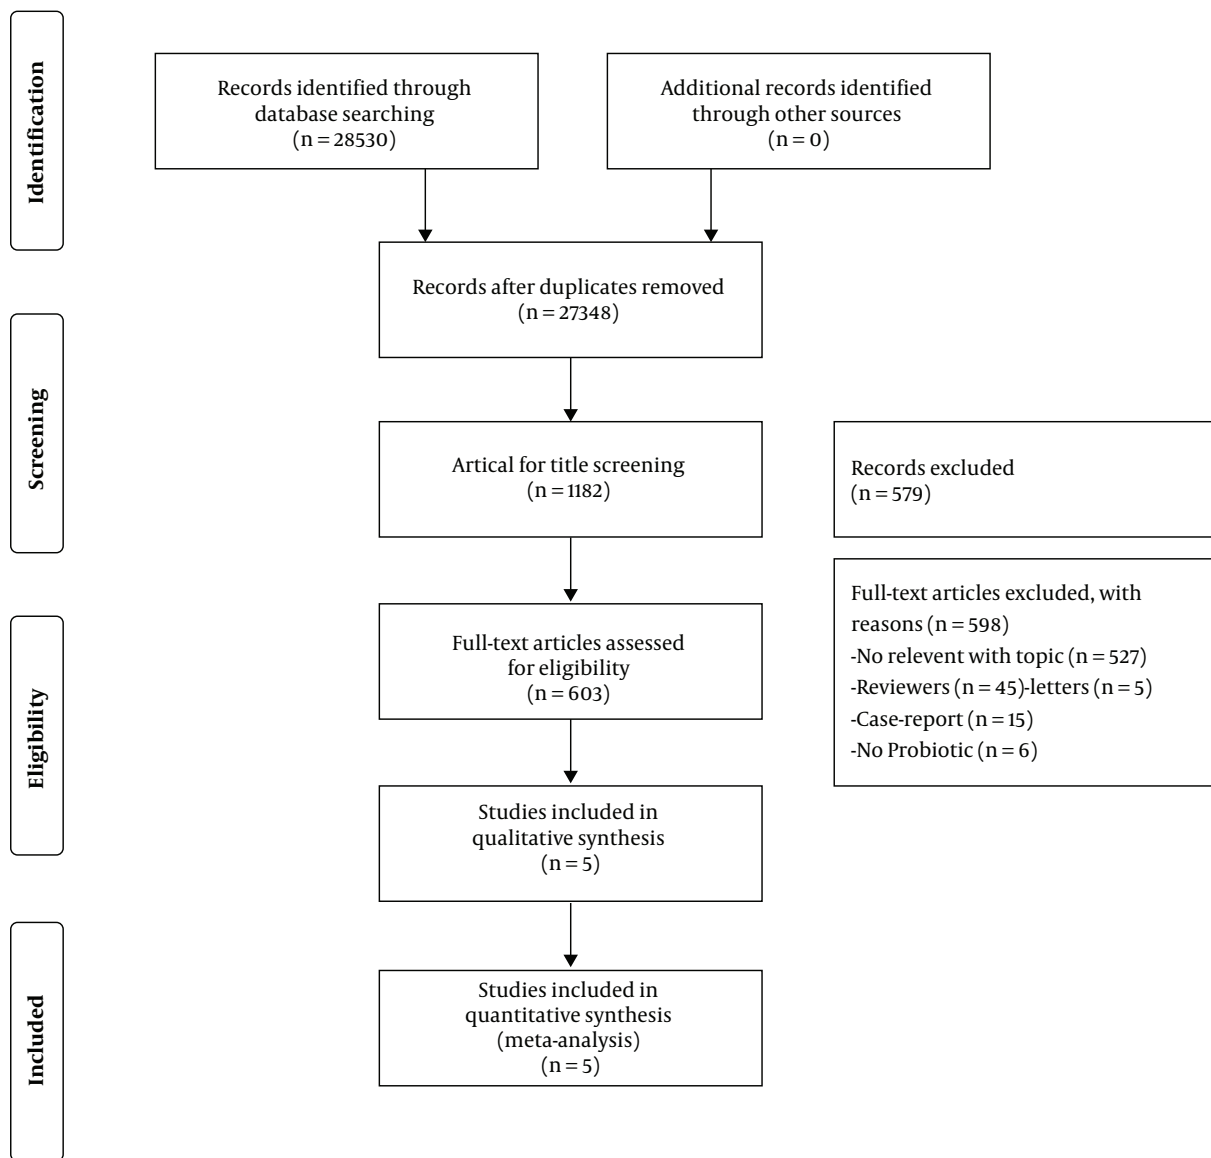 Identification
Records identified through
database searching
(n = 28530)
Additional records identified
through other sources
(n = 0)
Records after duplicates removed
(n = 27348)
Screening
Artical for title screening
(n = 1182)
Records excluded
(n = 579)
Eligibility
Full-text articles assessed
for eligibility
(n = 603)
Full-text articles excluded, with
reasons (n = 598)
-No relevent with topic (n = 527)
-Reviewers (n = 45)-letters (n = 5)
-Case-report (n = 15)
-No Probiotic (n = 6)
Studies included in
qualitative synthesis
(n = 5)
Included
Studies included in
quantitative synthesis
(meta-analysis)
(n = 5)